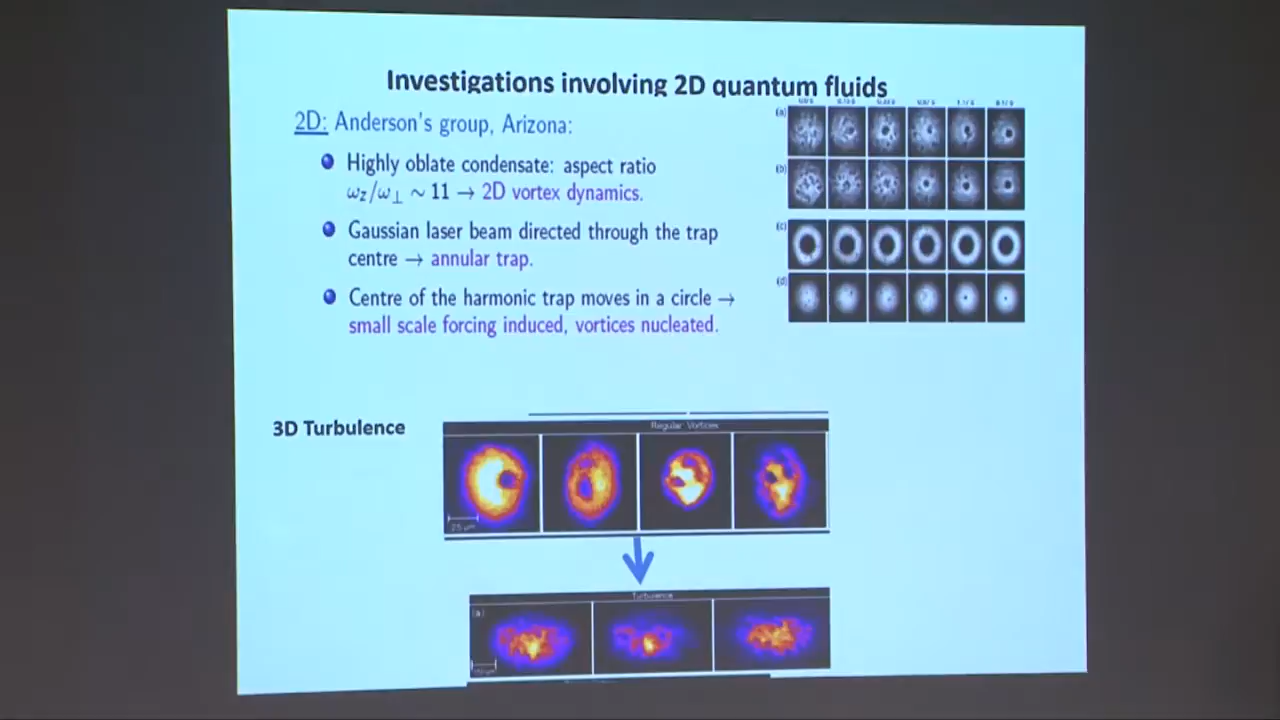 Investigations involving 2D quantum fluids
2D: Anderson's group, Arizona:
Highly oblate condensate: aspect ratio
ω_z/ω_⊥ ∼ 11 → 2D vortex dynamics.
Gaussian laser beam directed through the trap
centre → annular trap.
Centre of the harmonic trap moves in a circle →
small scale forcing induced, vortices nucleated.
(a)
(b)
(c)
(d)
3D Turbulence
Regular Vortices
Turbulence
(a)